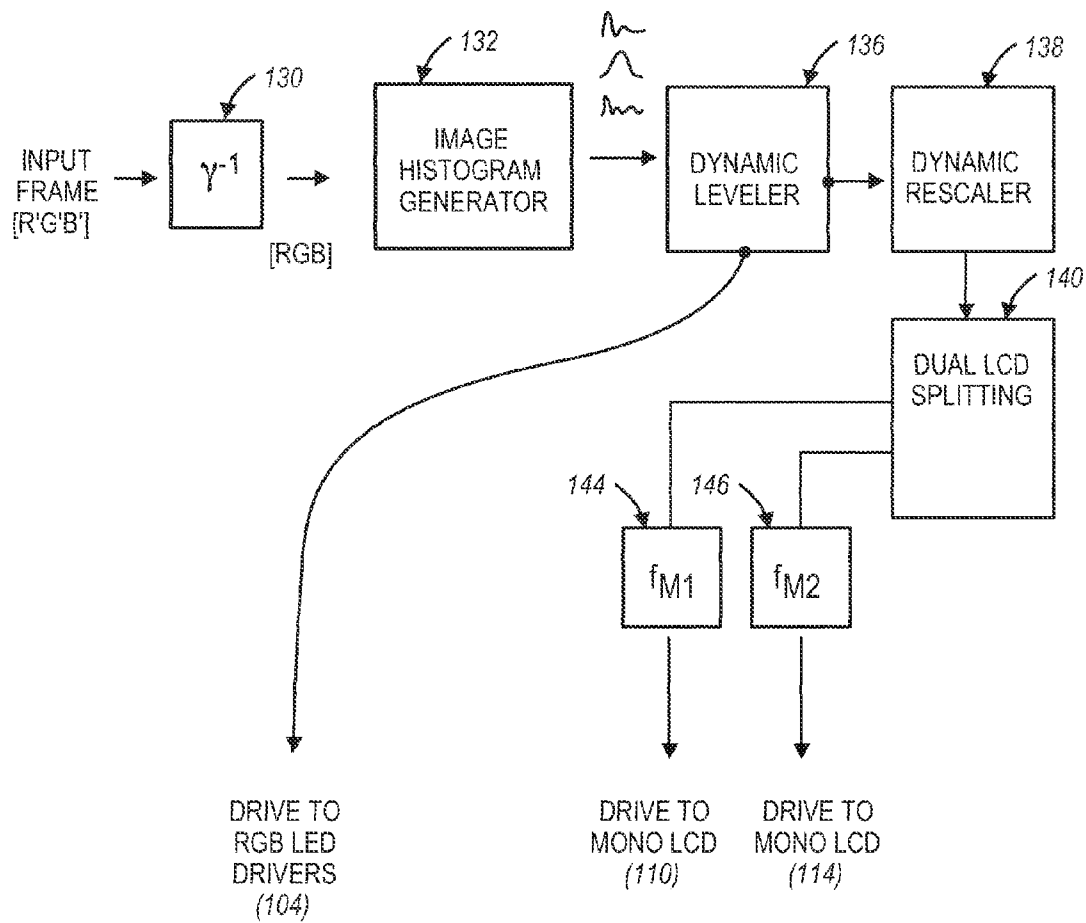 130
132
136
138
INPUT
FRAME
[R'G'B']
γ-1
[RGB]
IMAGE
HISTOGRAM
GENERATOR
DYNAMIC
LEVELER
DYNAMIC
RESCALER
140
DUAL LCD
SPLITTING
144
146
fM1
fM2
DRIVE TO
RGB LED
DRIVERS
(104)
DRIVE TO
MONO LCD
(110)
DRIVE TO
MONO LCD
(114)